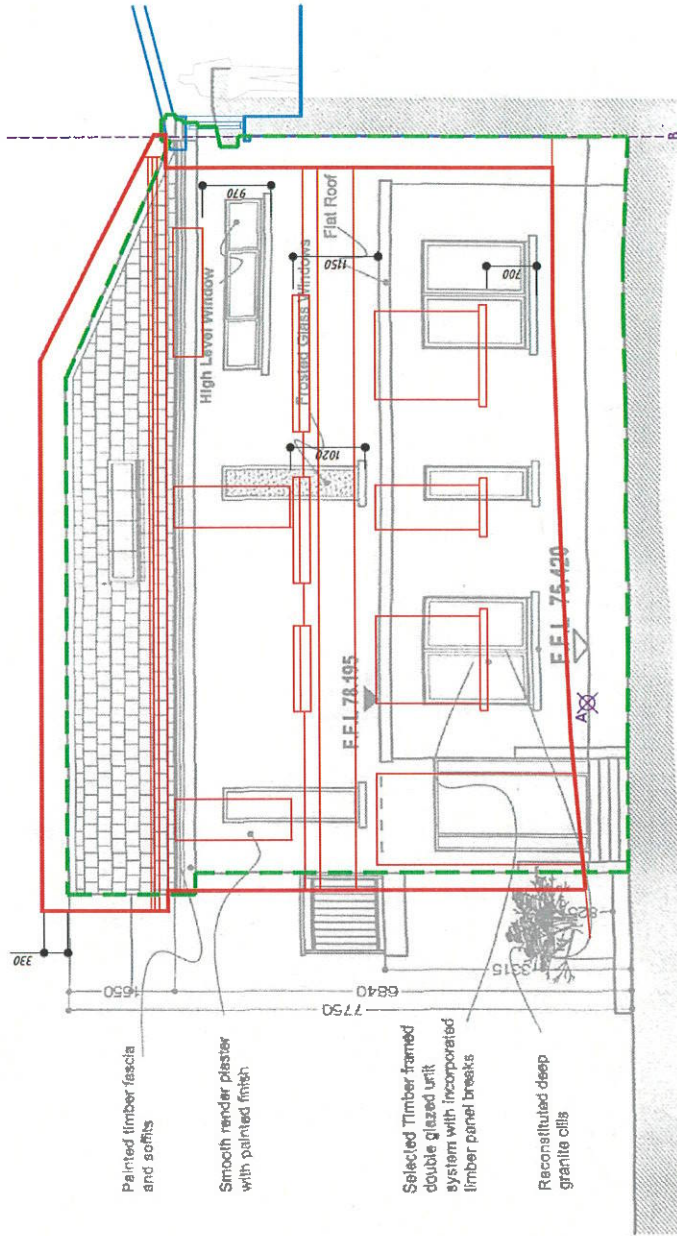 330
1650
6840
7750
3315
Painted timber fascia
and soffits
Smooth render plaster
with painted finish
Selected Timber framed
double glazed unit
system with incorporated
timber panel breaks
Reconstituted deep
granite cills
High Level Window
Frosted Glass Windows
Flat Roof
970
1150
1020
700
F.F.L 78.195
F.F.L 75.420
A
B